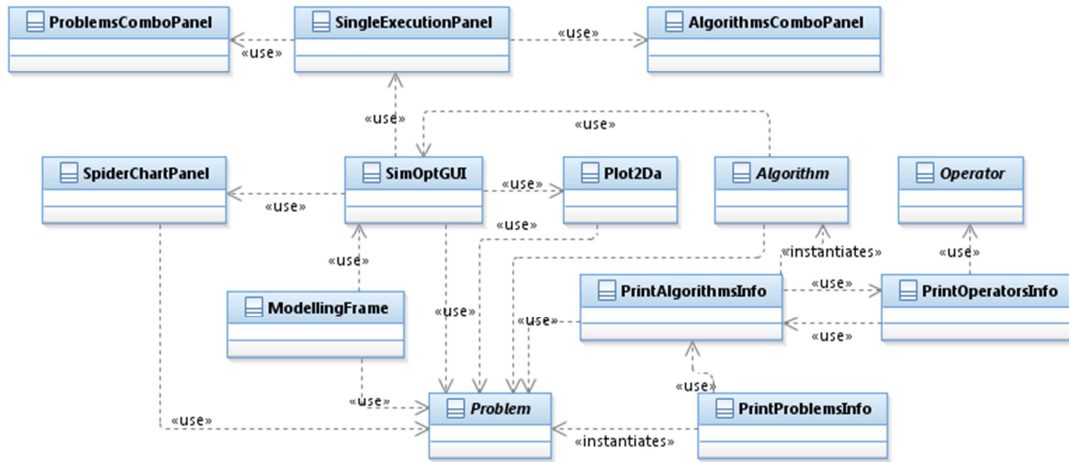 ProblemsComboPanel
SingleExecutionPanel
AlgorithmsComboPanel
«use»
«use»
«use»
«use»
SpiderChartPanel
SimOptGUI
Plot2Da
Algorithm
Operator
«use»
«use»
«use»
«instantiates»
«use»
«use»
ModellingFrame
PrintAlgorithmsInfo
PrintOperatorsInfo
«use»
«use»
«use»
«use»
«use»
«use»
Problem
PrintProblemsInfo
«use»
«instantiates»